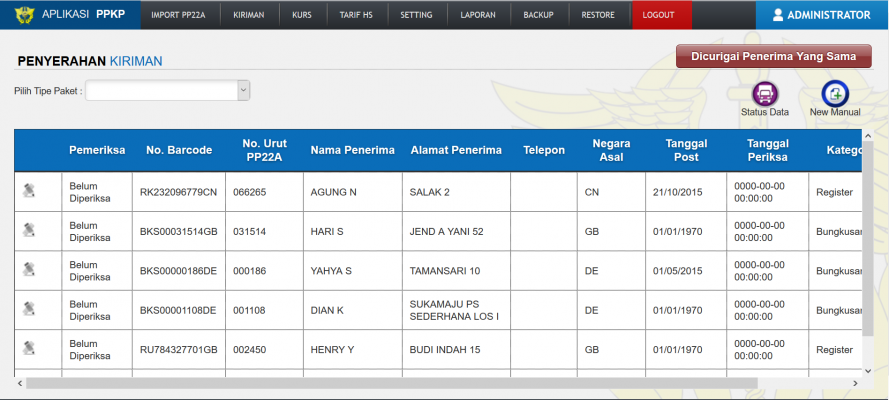 APLIKASI PPKP IMPORT PP22A KIRIMAN KURS TARIF HS SETTING LAPORAN BACKUP RESTORE LOGOUT ADMINISTRATOR
PENYERAHAN KIRIMAN
Dicurigai Penerima Yang Sama
Pilih Tipe Paket :
Status Data New Manual
Pemeriksa No. Barcode No. Urut PP22A Nama Penerima Alamat Penerima Telepon Negara Asal Tanggal Post Tanggal Periksa Katego
Belum Diperiksa RK232096779CN 066265 AGUNG N SALAK 2 CN 21/10/2015 0000-00-00 00:00:00 Register
Belum Diperiksa BKS00031514GB 031514 HARI S JEND A YANI 52 GB 01/01/1970 0000-00-00 00:00:00 Bungkusa
Belum Diperiksa BKS00000186DE 000186 YAHYA S TAMANSARI 10 DE 01/05/2015 0000-00-00 00:00:00 Bungkusa
Belum Diperiksa BKS00001108DE 001108 DIAN K SUKAMAJU PS SEDERHANA LOS I DE 01/01/1970 0000-00-00 00:00:00 Bungkusa
Belum Diperiksa RU784327701GB 002450 HENRY Y BUDI INDAH 15 GB 01/01/1970 0000-00-00 00:00:00 Register